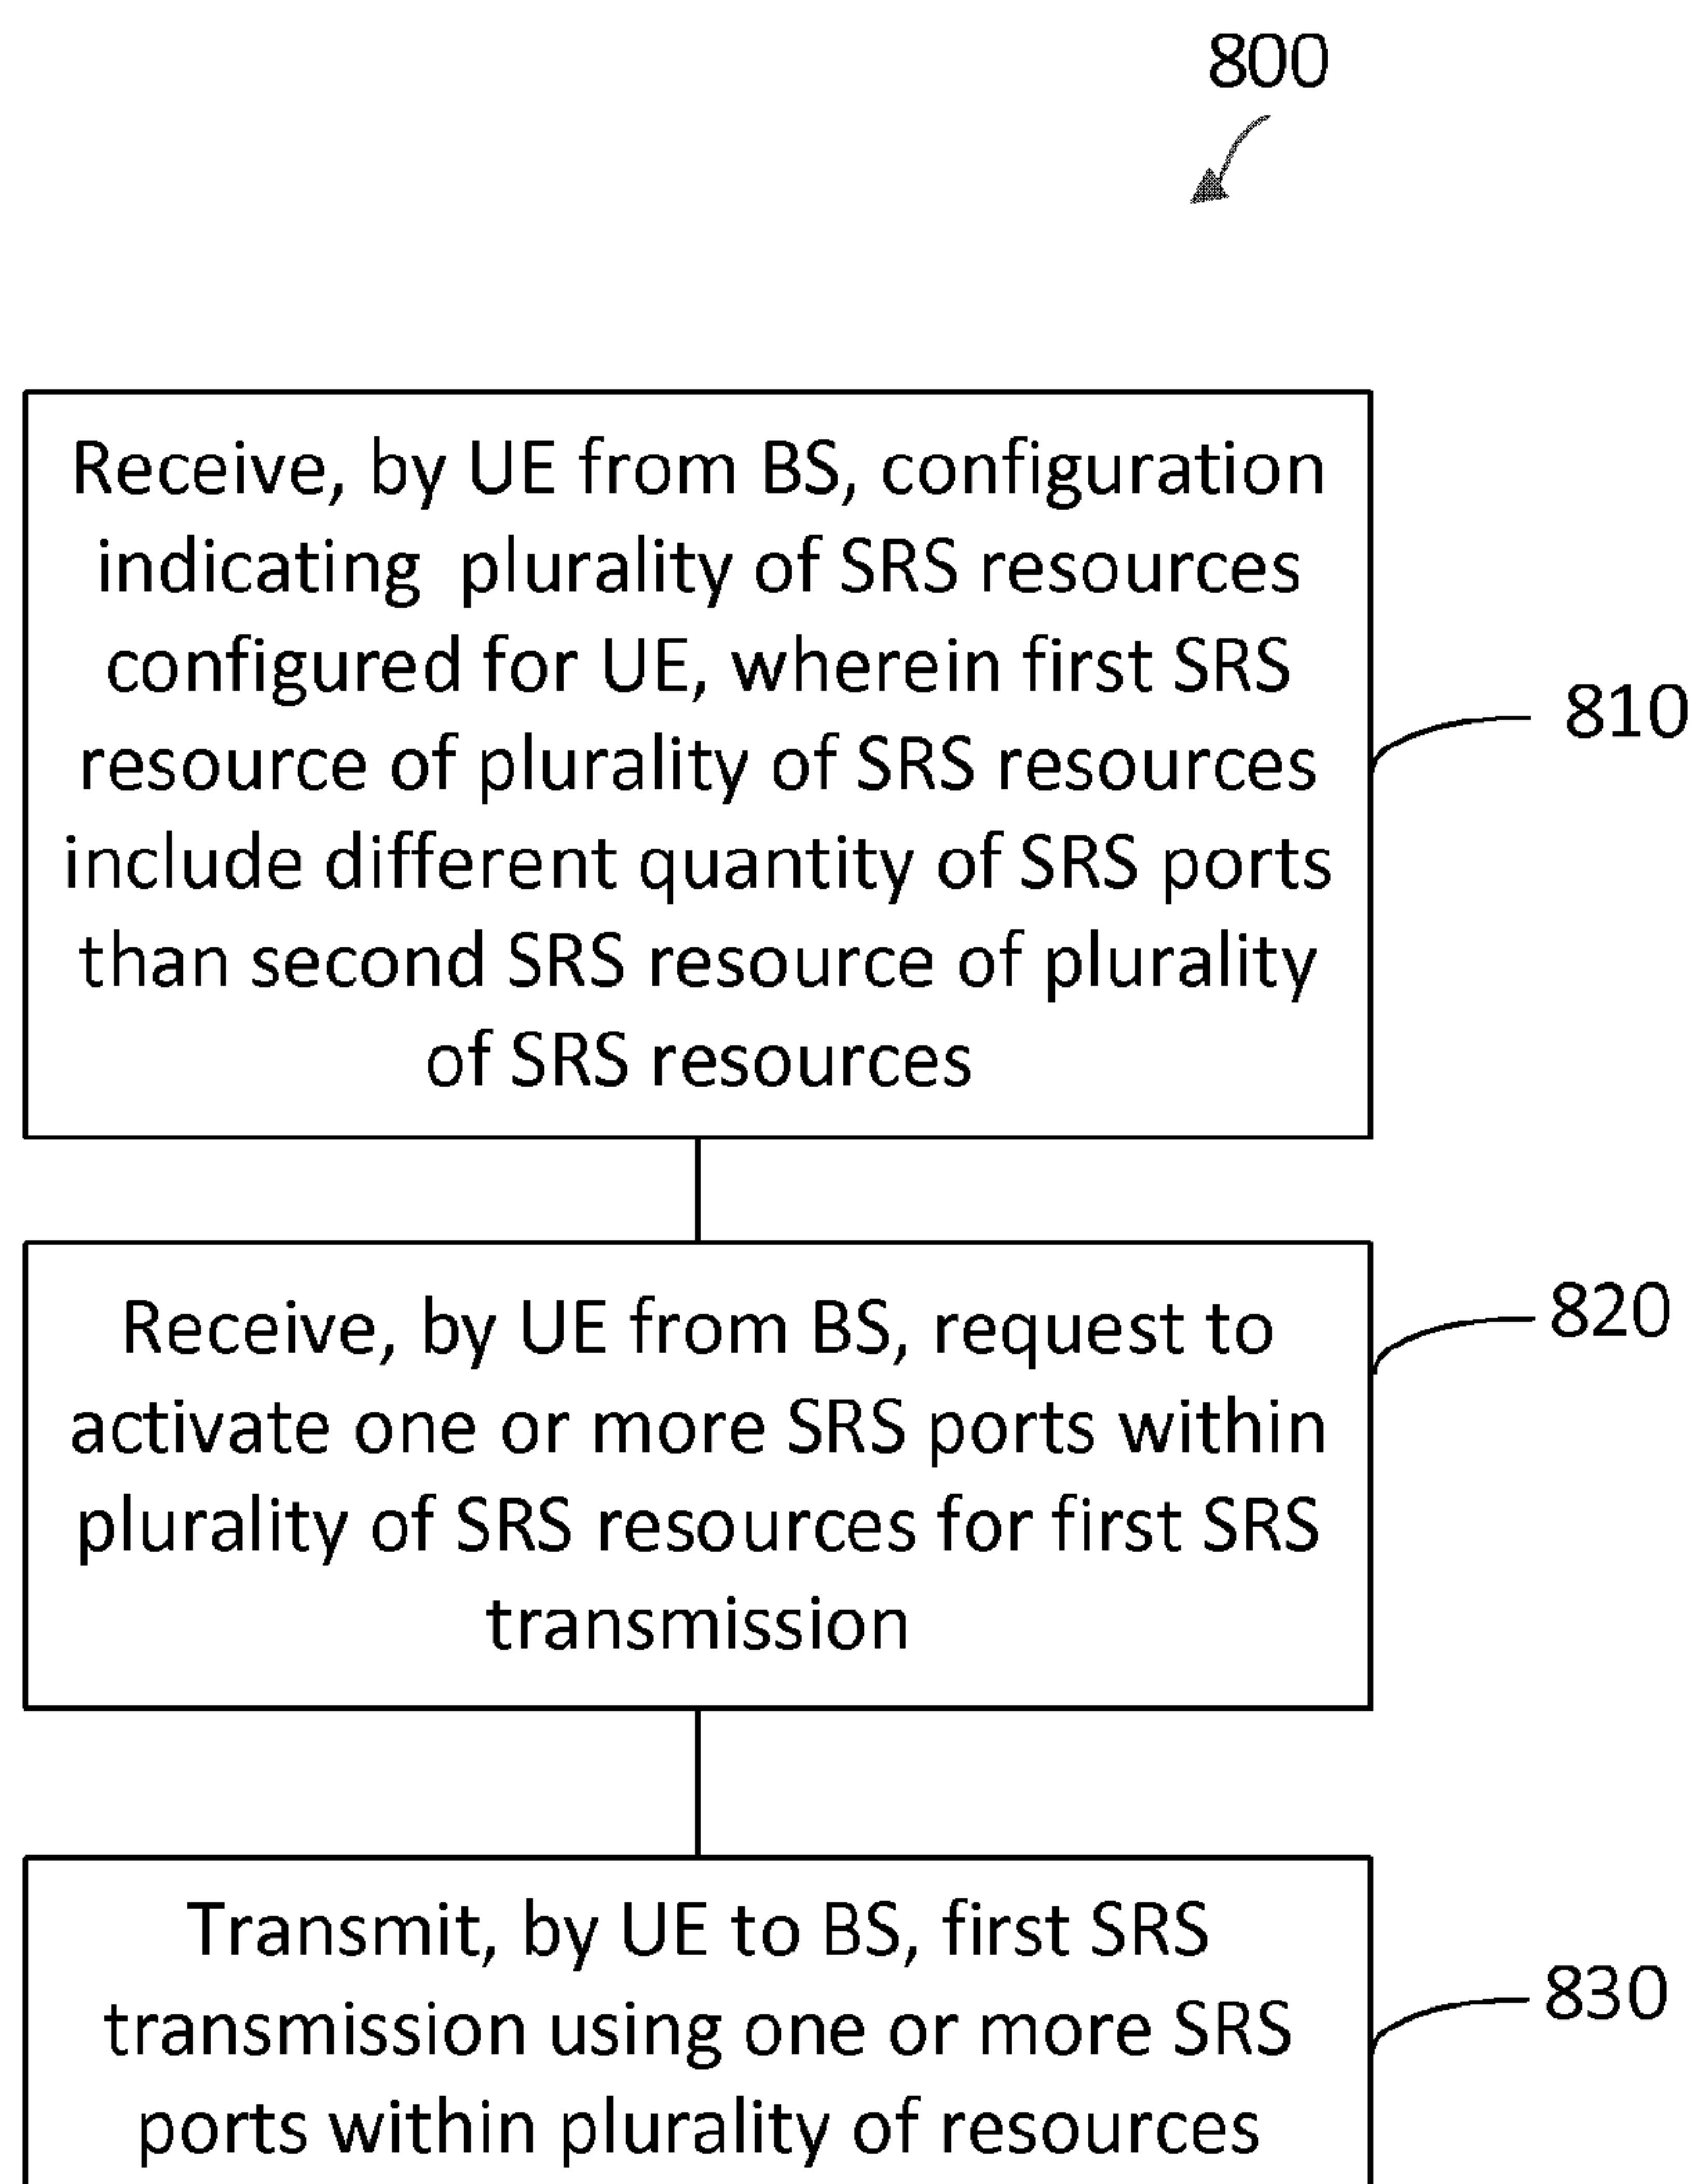 800
Receive, by UE from BS, configuration
indicating plurality of SRS resources
configured for UE, wherein first SRS
resource of plurality of SRS resources
include different quantity of SRS ports
than second SRS resource of plurality
of SRS resources
810
Receive, by UE from BS, request to
activate one or more SRS ports within
plurality of SRS resources for first SRS
transmission
820
Transmit, by UE to BS, first SRS
transmission using one or more SRS
ports within plurality of resources
830